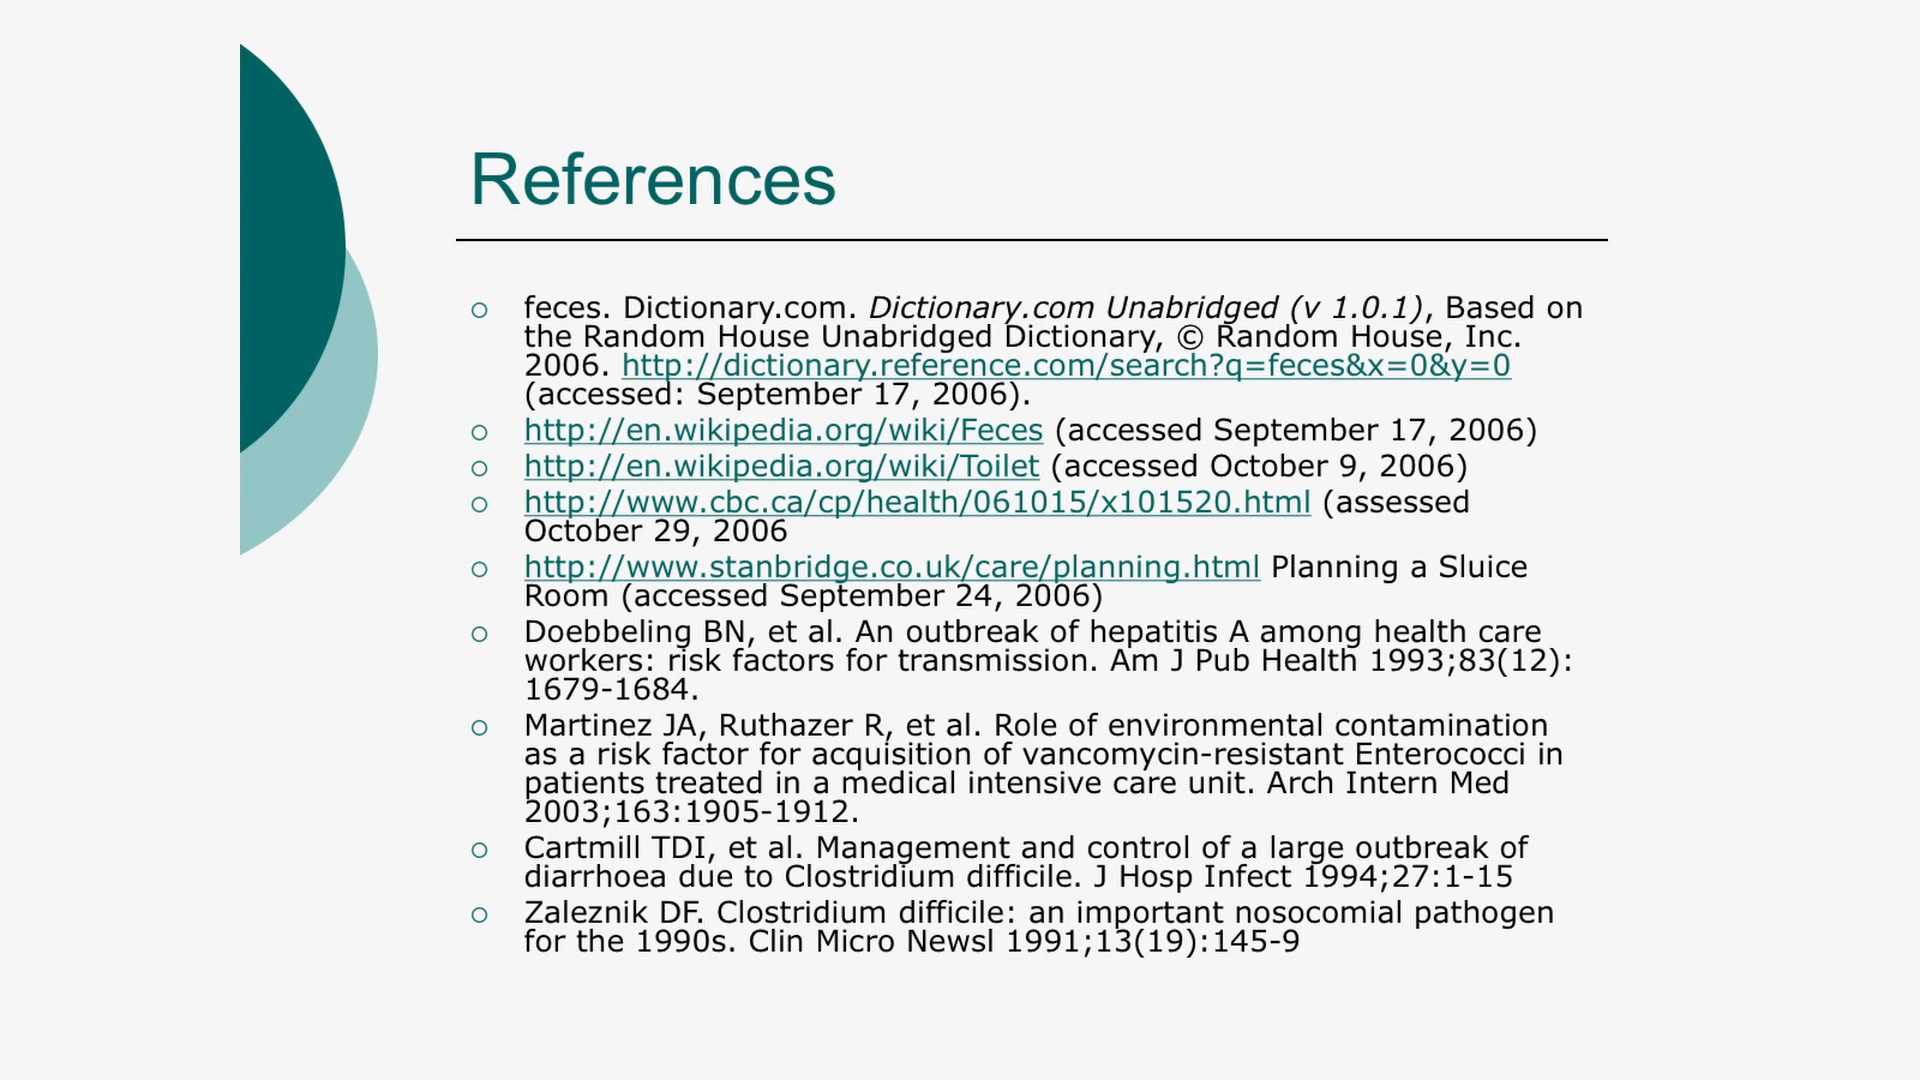 References
feces. Dictionary.com. Dictionary.com Unabridged (v 1.0.1), Based on
the Random House Unabridged Dictionary, © Random House, Inc.
2006. http://dictionary.reference.com/search?q=feces&x=0&y=0
(accessed: September 17, 2006).
http://en.wikipedia.org/wiki/Feces (accessed September 17, 2006)
http://en.wikipedia.org/wiki/Toilet (accessed October 9, 2006)
http://www.cbc.ca/cp/health/061015/x101520.html (assessed
October 29, 2006
http://www.stanbridge.co.uk/care/planning.html Planning a Sluice
Room (accessed September 24, 2006)
Doebbeling BN, et al. An outbreak of hepatitis A among health care
workers: risk factors for transmission. Am J Pub Health 1993;83(12):
1679-1684.
Martinez JA, Ruthazer R, et al. Role of environmental contamination
as a risk factor for acquisition of vancomycin-resistant Enterococci in
patients treated in a medical intensive care unit. Arch Intern Med
2003;163:1905-1912.
Cartmill TDI, et al. Management and control of a large outbreak of
diarrhoea due to Clostridium difficile. J Hosp Infect 1994;27:1-15
Zaleznik DF. Clostridium difficile: an important nosocomial pathogen
for the 1990s. Clin Micro Newsl 1991;13(19):145-9